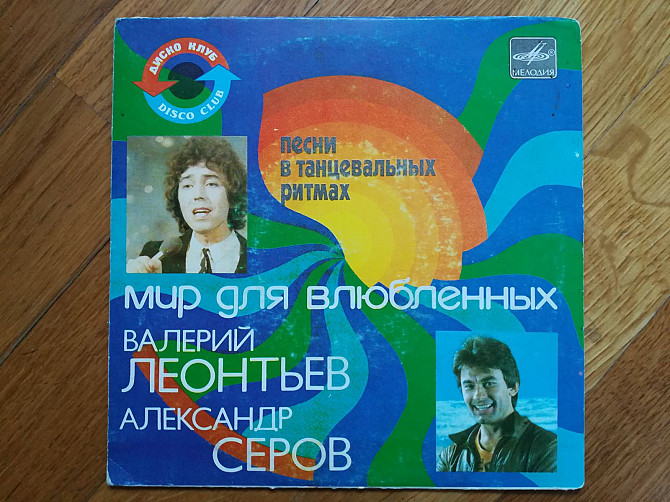 ДИСКО КЛУБ
DISCO CLUB
МЕЛОДИЯ
песни
в танцевальных
ритмах
мир для влюбленных
ВАЛЕРИЙ
ЛЕОНТЬЕВ
АЛЕКСАНДР
СЕРОВ